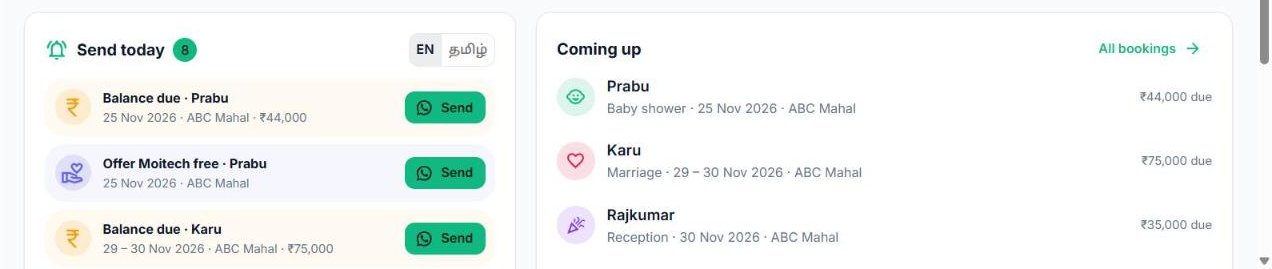 Send today 8
EN தமிழ்
Balance due · Prabu
25 Nov 2026 · ABC Mahal · ₹44,000
Send
Offer Moitech free · Prabu
25 Nov 2026 · ABC Mahal
Send
Balance due · Karu
29 – 30 Nov 2026 · ABC Mahal · ₹75,000
Send
Coming up
All bookings →
Prabu
Baby shower · 25 Nov 2026 · ABC Mahal
₹44,000 due
Karu
Marriage · 29 – 30 Nov 2026 · ABC Mahal
₹75,000 due
Rajkumar
Reception · 30 Nov 2026 · ABC Mahal
₹35,000 due